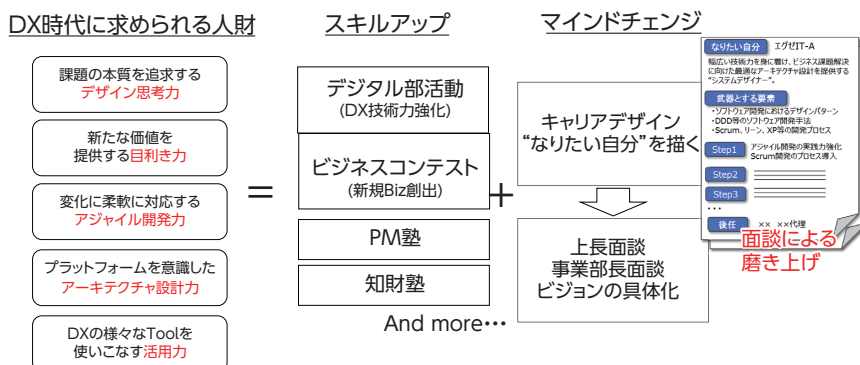 DX時代に求められる人財
課題の本質を追求する
デザイン思考力
新たな価値を
提供する目利き力
変化に柔軟に対応する
アジャイル開発力
プラットフォームを意識した
アーキテクチャ設計力
DXの様々なToolを
使いこなす活用力
=
スキルアップ
デジタル部活動
(DX技術力強化)
ビジネスコンテスト
(新規Biz創出)
PM塾
知財塾
And more…
+
マインドチェンジ
キャリアデザイン
“なりたい自分”を描く
上長面談
事業部長面談
ビジョンの具体化
なりたい自分 エグゼIT-A
幅広い技術力を身に着け、ビジネス課題解決
に向けた最適なアーキテクチャ設計を提供する
“システムデザイナー”。
武器とする要素
・ソフトウェア開発におけるデザインパターン
・DDD等のソフトウェア開発手法
・Scrum、リーン、XP等の開発プロセス
Step1 アジャイル開発の実践力強化
Scrum開発のプロセス導入
Step2
Step3
・・・
後任 ×× ××代理
面談による
磨き上げ